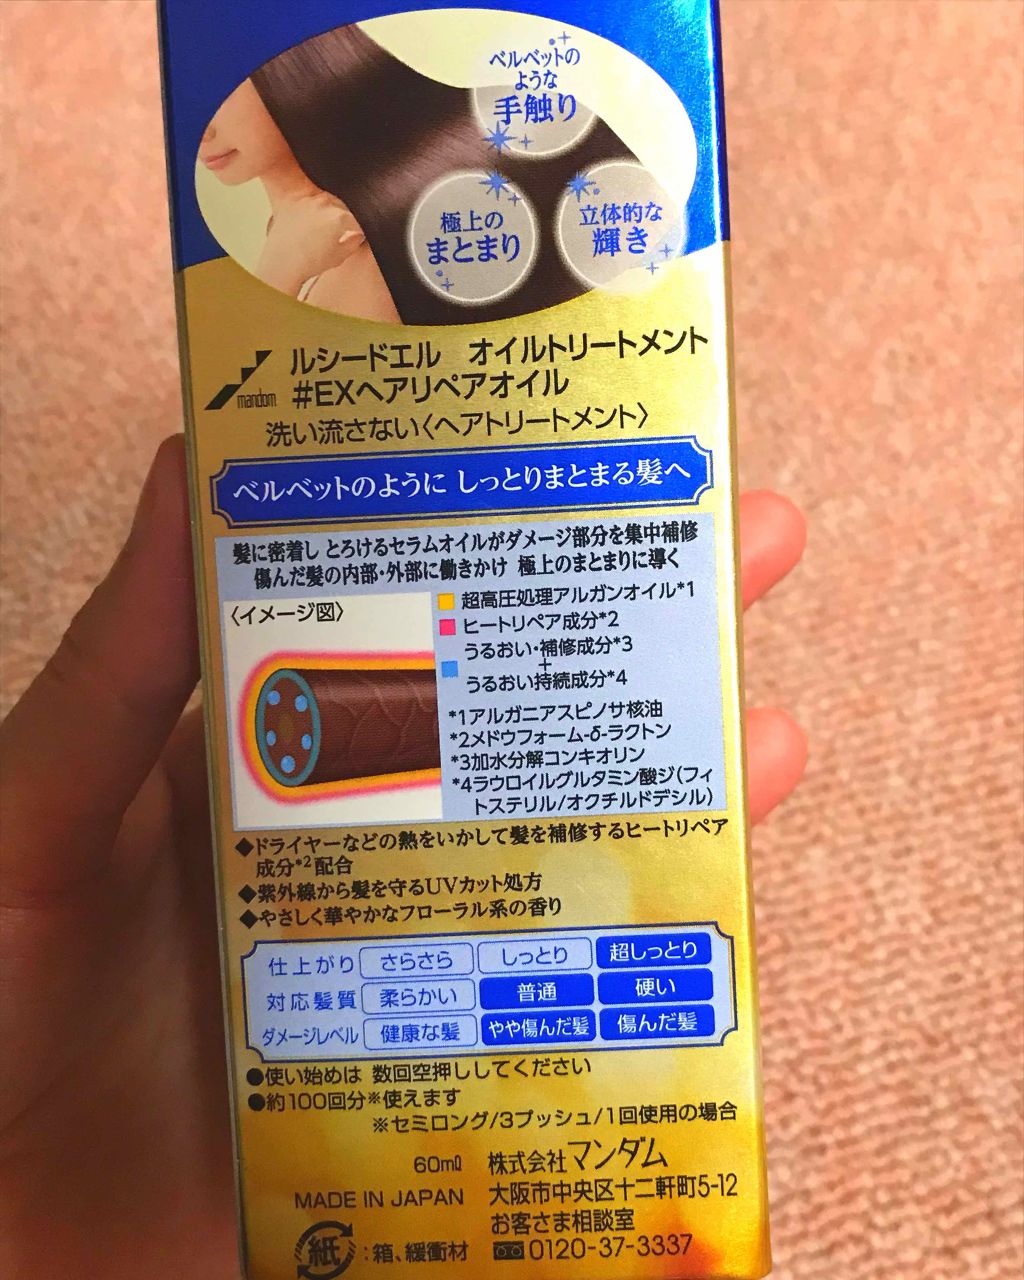 ベルベットの
ような
手触り
極上の
まとまり
立体的な
輝き
mandom
ルシードエル オイルトリートメント
#EXヘアリペアオイル
洗い流さない〈ヘアトリートメント〉
ベルベットのように しっとりまとまる髪へ
髪に密着し とろけるセラムオイルがダメージ部分を集中補修
傷んだ髪の内部・外部に働きかけ 極上のまとまりに導く
〈イメージ図〉
超高圧処理アルガンオイル*1
ヒートリペア成分*2
うるおい・補修成分*3
+
うるおい持続成分*4
*1アルガニアスピノサ核油
*2メドウフォーム-δ-ラクトン
*3加水分解コンキオリン
*4ラウロイルグルタミン酸ジ(フィ
トステリル/オクチルドデシル)
◆ドライヤーなどの熱をいかして髪を補修するヒートリペア
成分*2配合
◆紫外線から髪を守るUVカット処方
◆やさしく華やかなフローラル系の香り
仕上がり さらさら しっとり 超しっとり
対応髪質 柔らかい 普通 硬い
ダメージレベル 健康な髪 やや傷んだ髪 傷んだ髪
●使い始めは 数回空押ししてください
●約100回分※使えます
※セミロング/3プッシュ/1回使用の場合
60ml 株式会社マンダム
MADE IN JAPAN 大阪市中央区十二軒町5-12
お客さま相談室
紙:箱、緩衝材 0120-37-3337